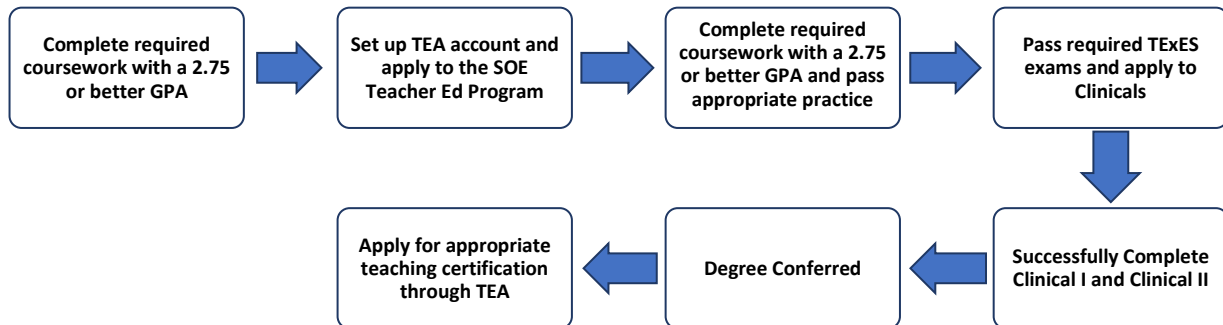 Complete required
coursework with a 2.75
or better GPA
Set up TEA account and
apply to the SOE
Teacher Ed Program
Complete required
coursework with a 2.75
or better GPA and pass
appropriate practice
Pass required TExES
exams and apply to
Clinicals
Successfully Complete
Clinical I and Clinical II
Degree Conferred
Apply for appropriate
teaching certification
through TEA